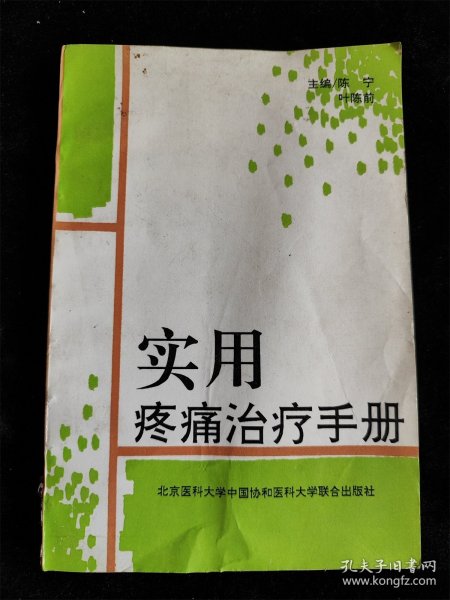 主编/陈 宁
叶陈前
实用
疼痛治疗手册
北京医科大学中国协和医科大学联合出版社
孔夫子旧书网
www.kongfz.com